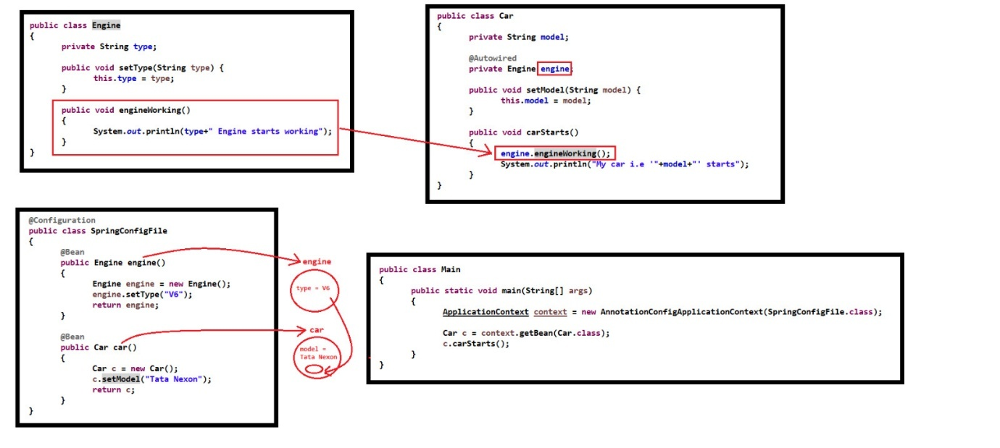 public class Engine
{
private String type;
public void setType(String type) {
this.type = type;
}
public void engineWorking()
{
System.out.println(type+" Engine starts working");
}
}
public class Car
{
private String model;
@Autowired
private Engine engine;
public void setModel(String model) {
this.model = model;
}
public void carStarts()
{
engine.engineWorking();
System.out.println("My car i.e '"+model+"' starts");
}
}
@Configuration
public class SpringConfigFile
{
@Bean
public Engine engine()
{
Engine engine = new Engine();
engine.setType("V6");
return engine;
}
@Bean
public Car car()
{
Car c = new Car();
c.setModel("Tata Nexon");
return c;
}
}
engine
type = V6
car
model =
Tata Nexon
public class Main
{
public static void main(String[] args)
{
ApplicationContext context = new AnnotationConfigApplicationContext(SpringConfigFile.class);
Car c = context.getBean(Car.class);
c.carStarts();
}
}